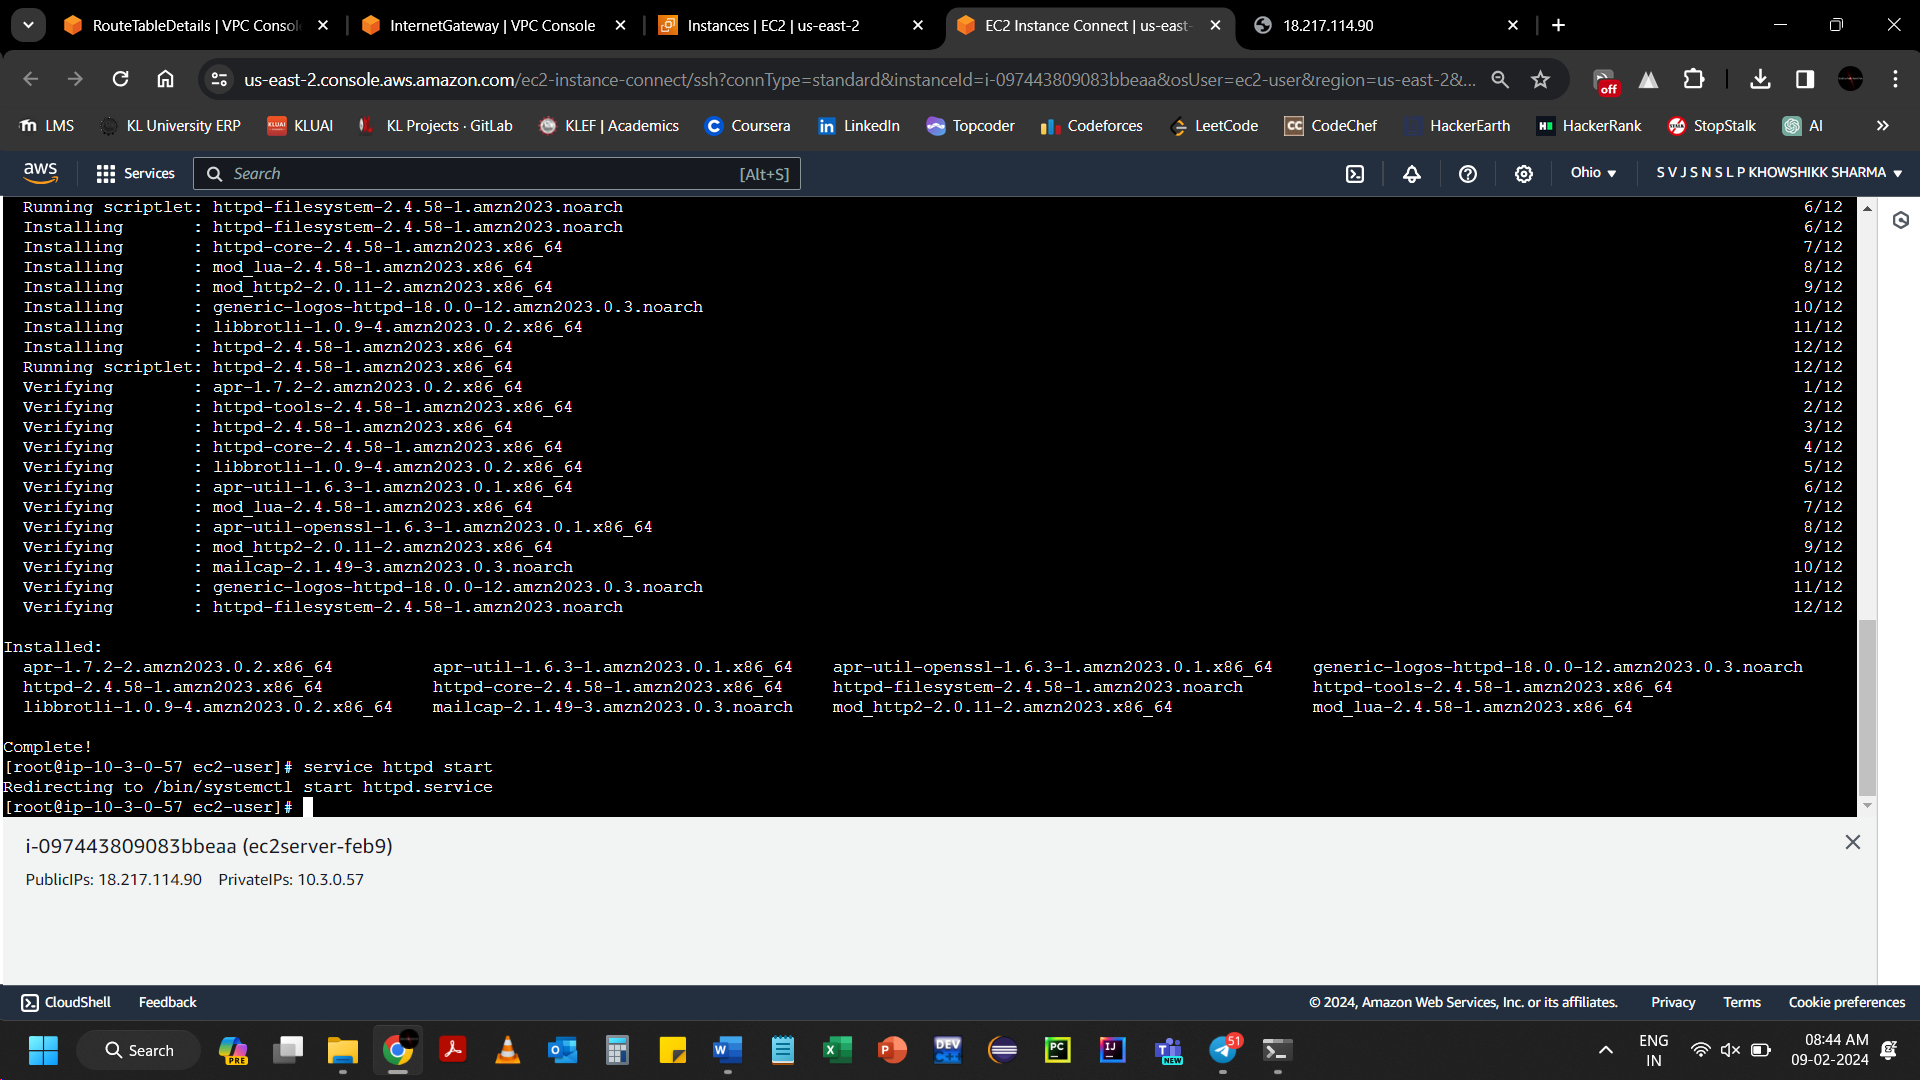 RouteTableDetails | VPC Conso
InternetGateway | VPC Console
Instances | EC2 | us-east-2
EC2 Instance Connect | us-east-
18.217.114.90
us-east-2.console.aws.amazon.com/ec2-instance-connect/ssh?connType=standard&instanceId=i-097443809083bbeaa&osUser=ec2-user&region=us-east-2&...
off
LMS
KL University ERP
KLUAI
KL Projects · GitLab
KLEF | Academics
Coursera
LinkedIn
Topcoder
Codeforces
LeetCode
CodeChef
HackerEarth
HackerRank
StopStalk
AI
aws
Services
Search
[Alt+S]
Ohio
S V J S N S L P KHOWSHIKK SHARMA
Running scriptlet: httpd-filesystem-2.4.58-1.amzn2023.noarch 6/12
Installing : httpd-filesystem-2.4.58-1.amzn2023.noarch 6/12
Installing : httpd-core-2.4.58-1.amzn2023.x86_64 7/12
Installing : mod_lua-2.4.58-1.amzn2023.x86_64 8/12
Installing : mod_http2-2.0.11-2.amzn2023.x86_64 9/12
Installing : generic-logos-httpd-18.0.0-12.amzn2023.0.3.noarch 10/12
Installing : libbrotli-1.0.9-4.amzn2023.0.2.x86_64 11/12
Installing : httpd-2.4.58-1.amzn2023.x86_64 12/12
Running scriptlet: httpd-2.4.58-1.amzn2023.x86_64 12/12
Verifying : apr-1.7.2-2.amzn2023.0.2.x86_64 1/12
Verifying : httpd-tools-2.4.58-1.amzn2023.x86_64 2/12
Verifying : httpd-2.4.58-1.amzn2023.x86_64 3/12
Verifying : httpd-core-2.4.58-1.amzn2023.x86_64 4/12
Verifying : libbrotli-1.0.9-4.amzn2023.0.2.x86_64 5/12
Verifying : apr-util-1.6.3-1.amzn2023.0.1.x86_64 6/12
Verifying : mod_lua-2.4.58-1.amzn2023.x86_64 7/12
Verifying : apr-util-openssl-1.6.3-1.amzn2023.0.1.x86_64 8/12
Verifying : mod_http2-2.0.11-2.amzn2023.x86_64 9/12
Verifying : mailcap-2.1.49-3.amzn2023.0.3.noarch 10/12
Verifying : generic-logos-httpd-18.0.0-12.amzn2023.0.3.noarch 11/12
Verifying : httpd-filesystem-2.4.58-1.amzn2023.noarch 12/12
Installed:
apr-1.7.2-2.amzn2023.0.2.x86_64 apr-util-1.6.3-1.amzn2023.0.1.x86_64 apr-util-openssl-1.6.3-1.amzn2023.0.1.x86_64 generic-logos-httpd-18.0.0-12.amzn2023.0.3.noarch
httpd-2.4.58-1.amzn2023.x86_64 httpd-core-2.4.58-1.amzn2023.x86_64 httpd-filesystem-2.4.58-1.amzn2023.noarch httpd-tools-2.4.58-1.amzn2023.x86_64
libbrotli-1.0.9-4.amzn2023.0.2.x86_64 mailcap-2.1.49-3.amzn2023.0.3.noarch mod_http2-2.0.11-2.amzn2023.x86_64 mod_lua-2.4.58-1.amzn2023.x86_64
Complete!
[root@ip-10-3-0-57 ec2-user]# service httpd start
Redirecting to /bin/systemctl start httpd.service
[root@ip-10-3-0-57 ec2-user]#
i-097443809083bbeaa (ec2server-feb9)
PublicIPs: 18.217.114.90 PrivateIPs: 10.3.0.57
CloudShell
Feedback
© 2024, Amazon Web Services, Inc. or its affiliates.
Privacy
Terms
Cookie preferences
Search
PRE
DEV
PC
IJ
NEW
51
ENG
IN
08:44 AM
09-02-2024